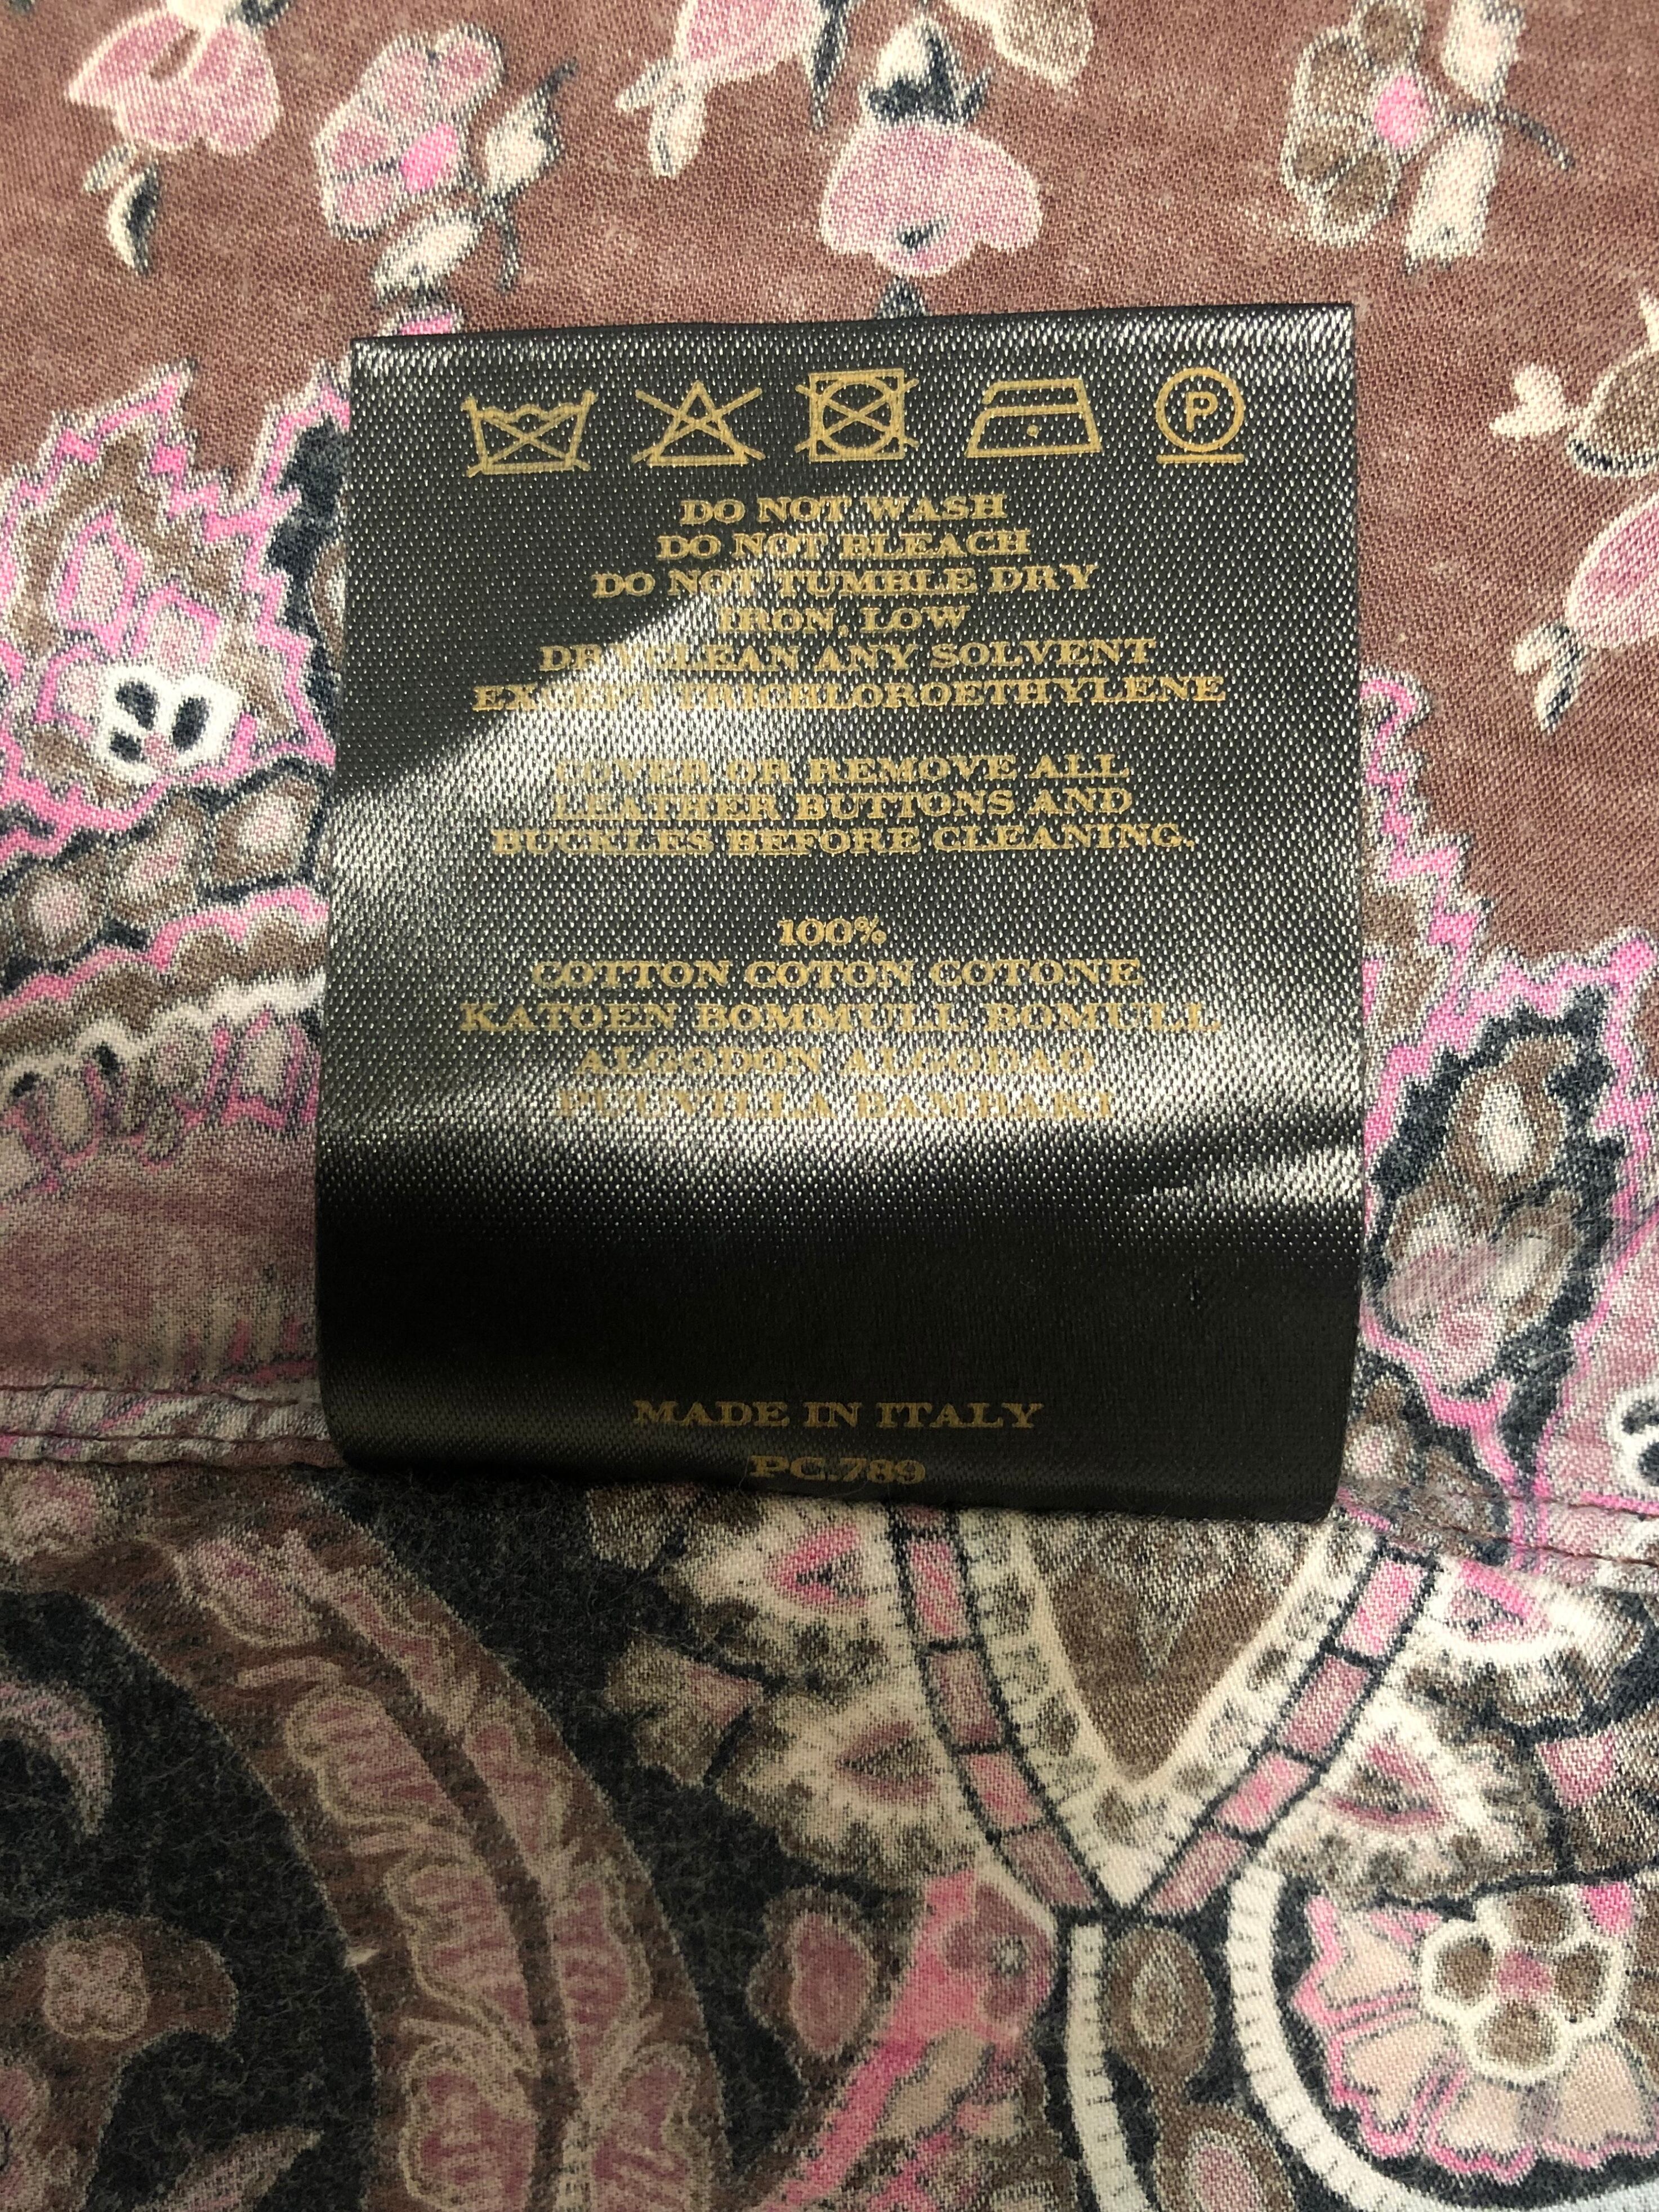 P
DO NOT WASH
DO NOT BLEACH
DO NOT TUMBLE DRY
IRON, LOW
DRYCLEAN ANY SOLVENT
EXCEPT TRICHLOROETHYLENE
COVER OR REMOVE ALL
LEATHER BUTTONS AND
BUCKLES BEFORE CLEANING.
100%
COTTON COTON COTONE
KATOEN BOMMULL BOMULL
ALGODON ALGODAO
PUUVILLA BAMBAKI
MADE IN ITALY
PC.789